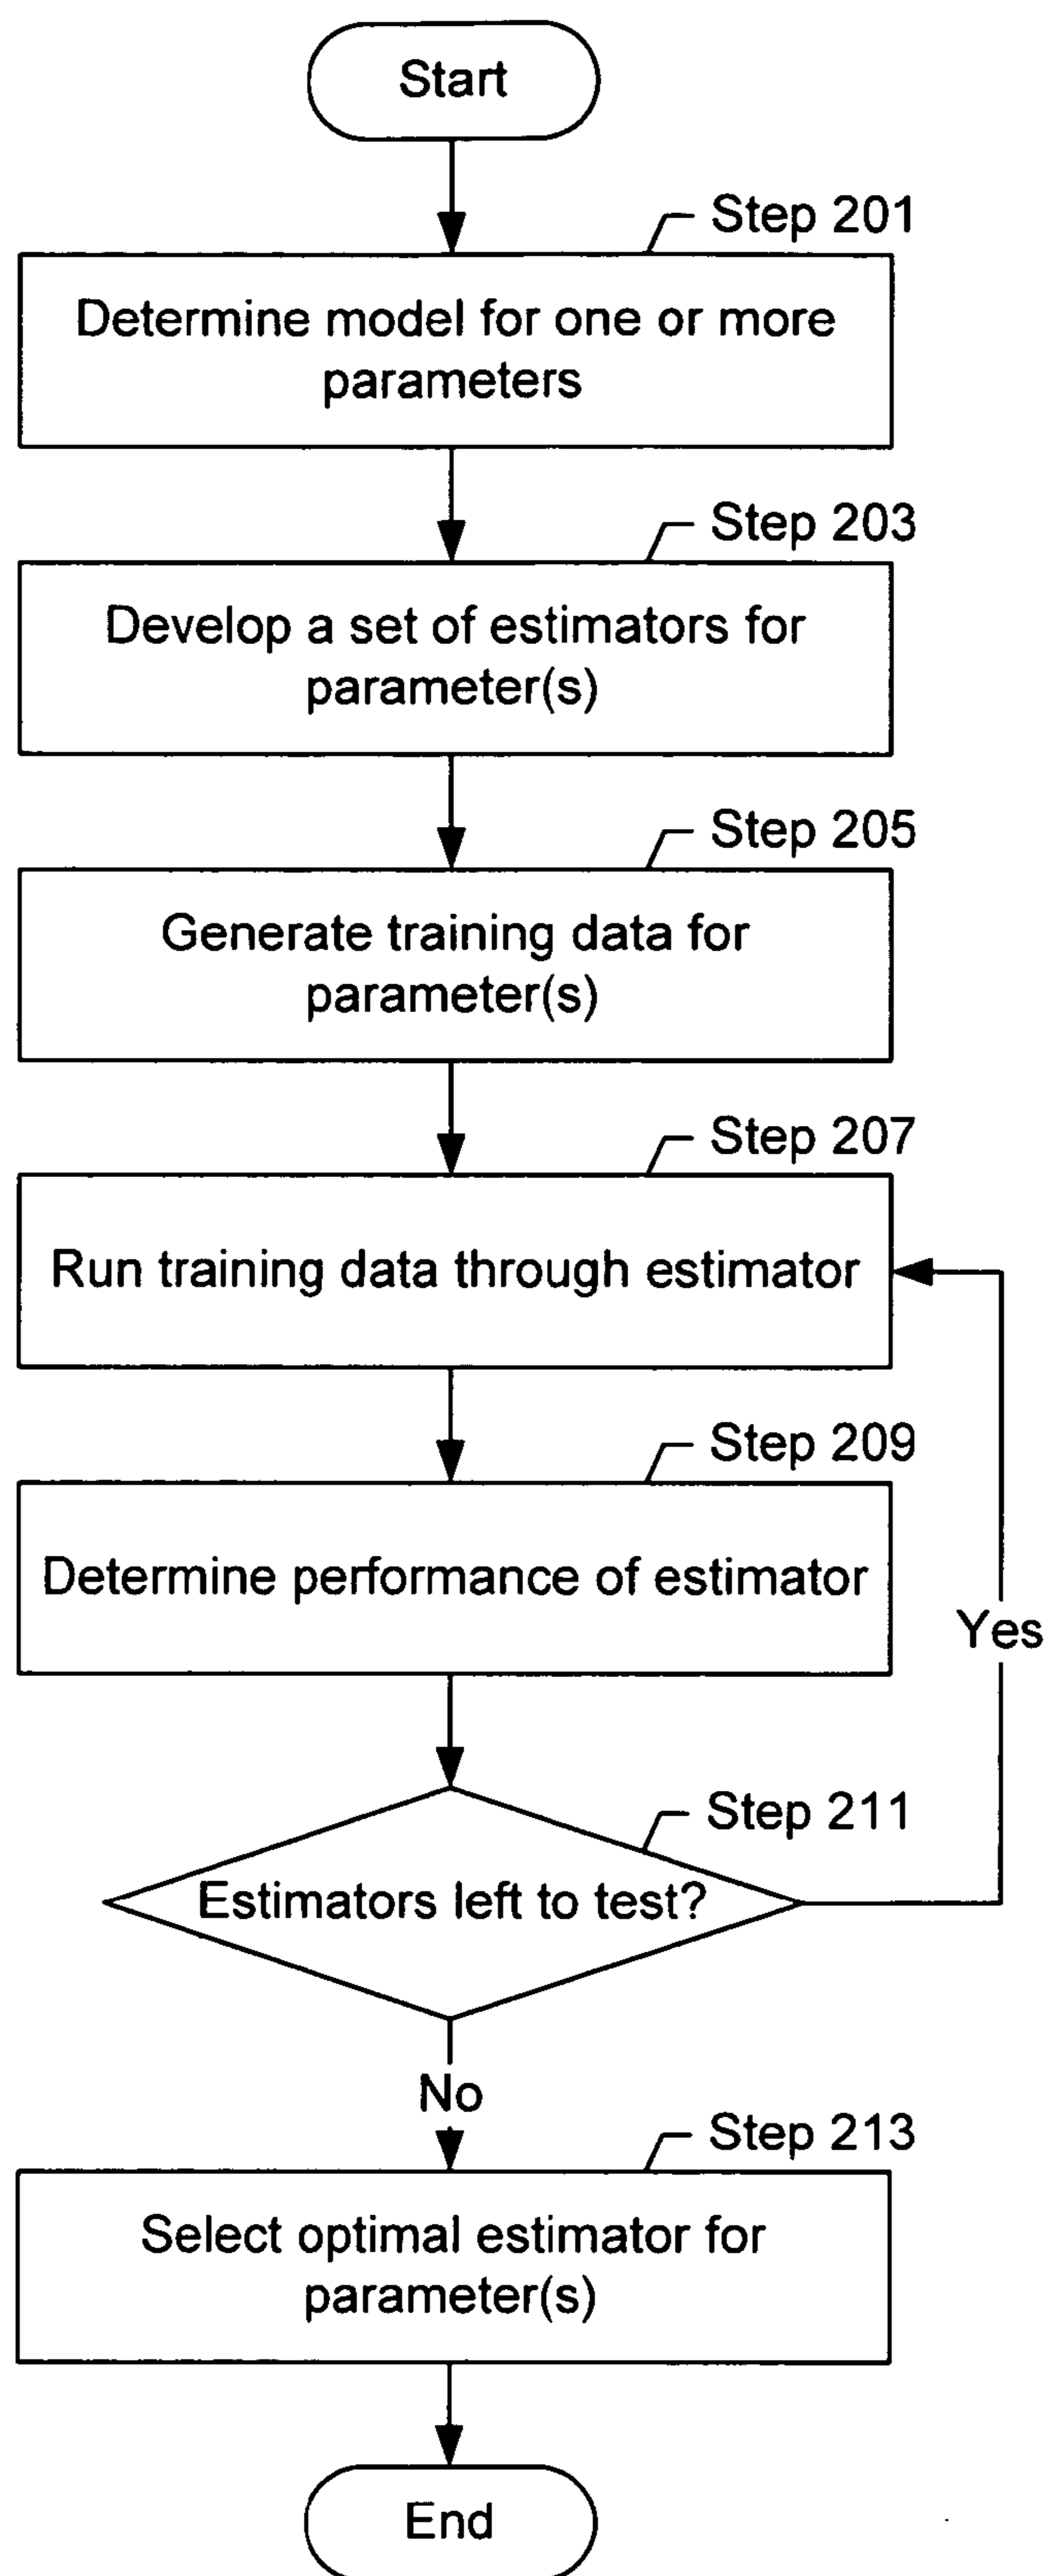 Start
Step 201
Determine model for one or more
parameters
Step 203
Develop a set of estimators for
parameter(s)
Step 205
Generate training data for
parameter(s)
Step 207
Run training data through estimator
Step 209
Determine performance of estimator
Yes
Step 211
Estimators left to test?
No
Step 213
Select optimal estimator for
parameter(s)
End